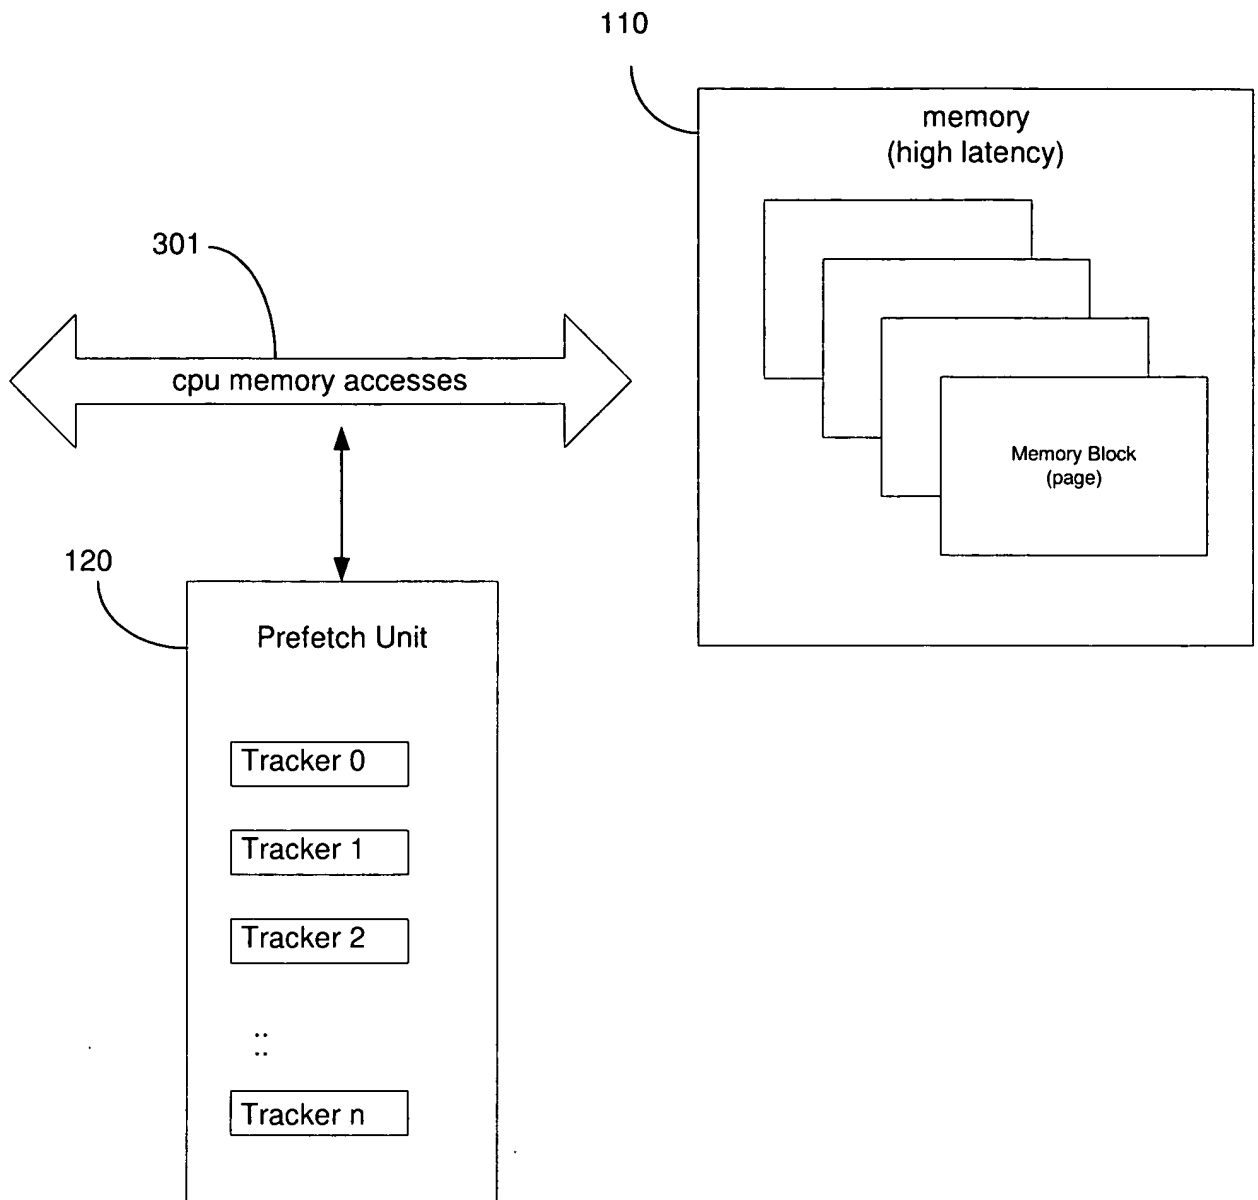 110
memory
(high latency)
301
cpu memory accesses
Memory Block
(page)
120
Prefetch Unit
Tracker 0
Tracker 1
Tracker 2
::
Tracker n